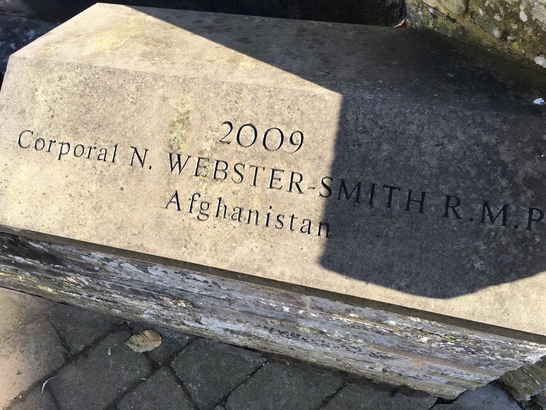 2009
Corporal N. WEBSTER-SMITH R.M.P
Afghanistan